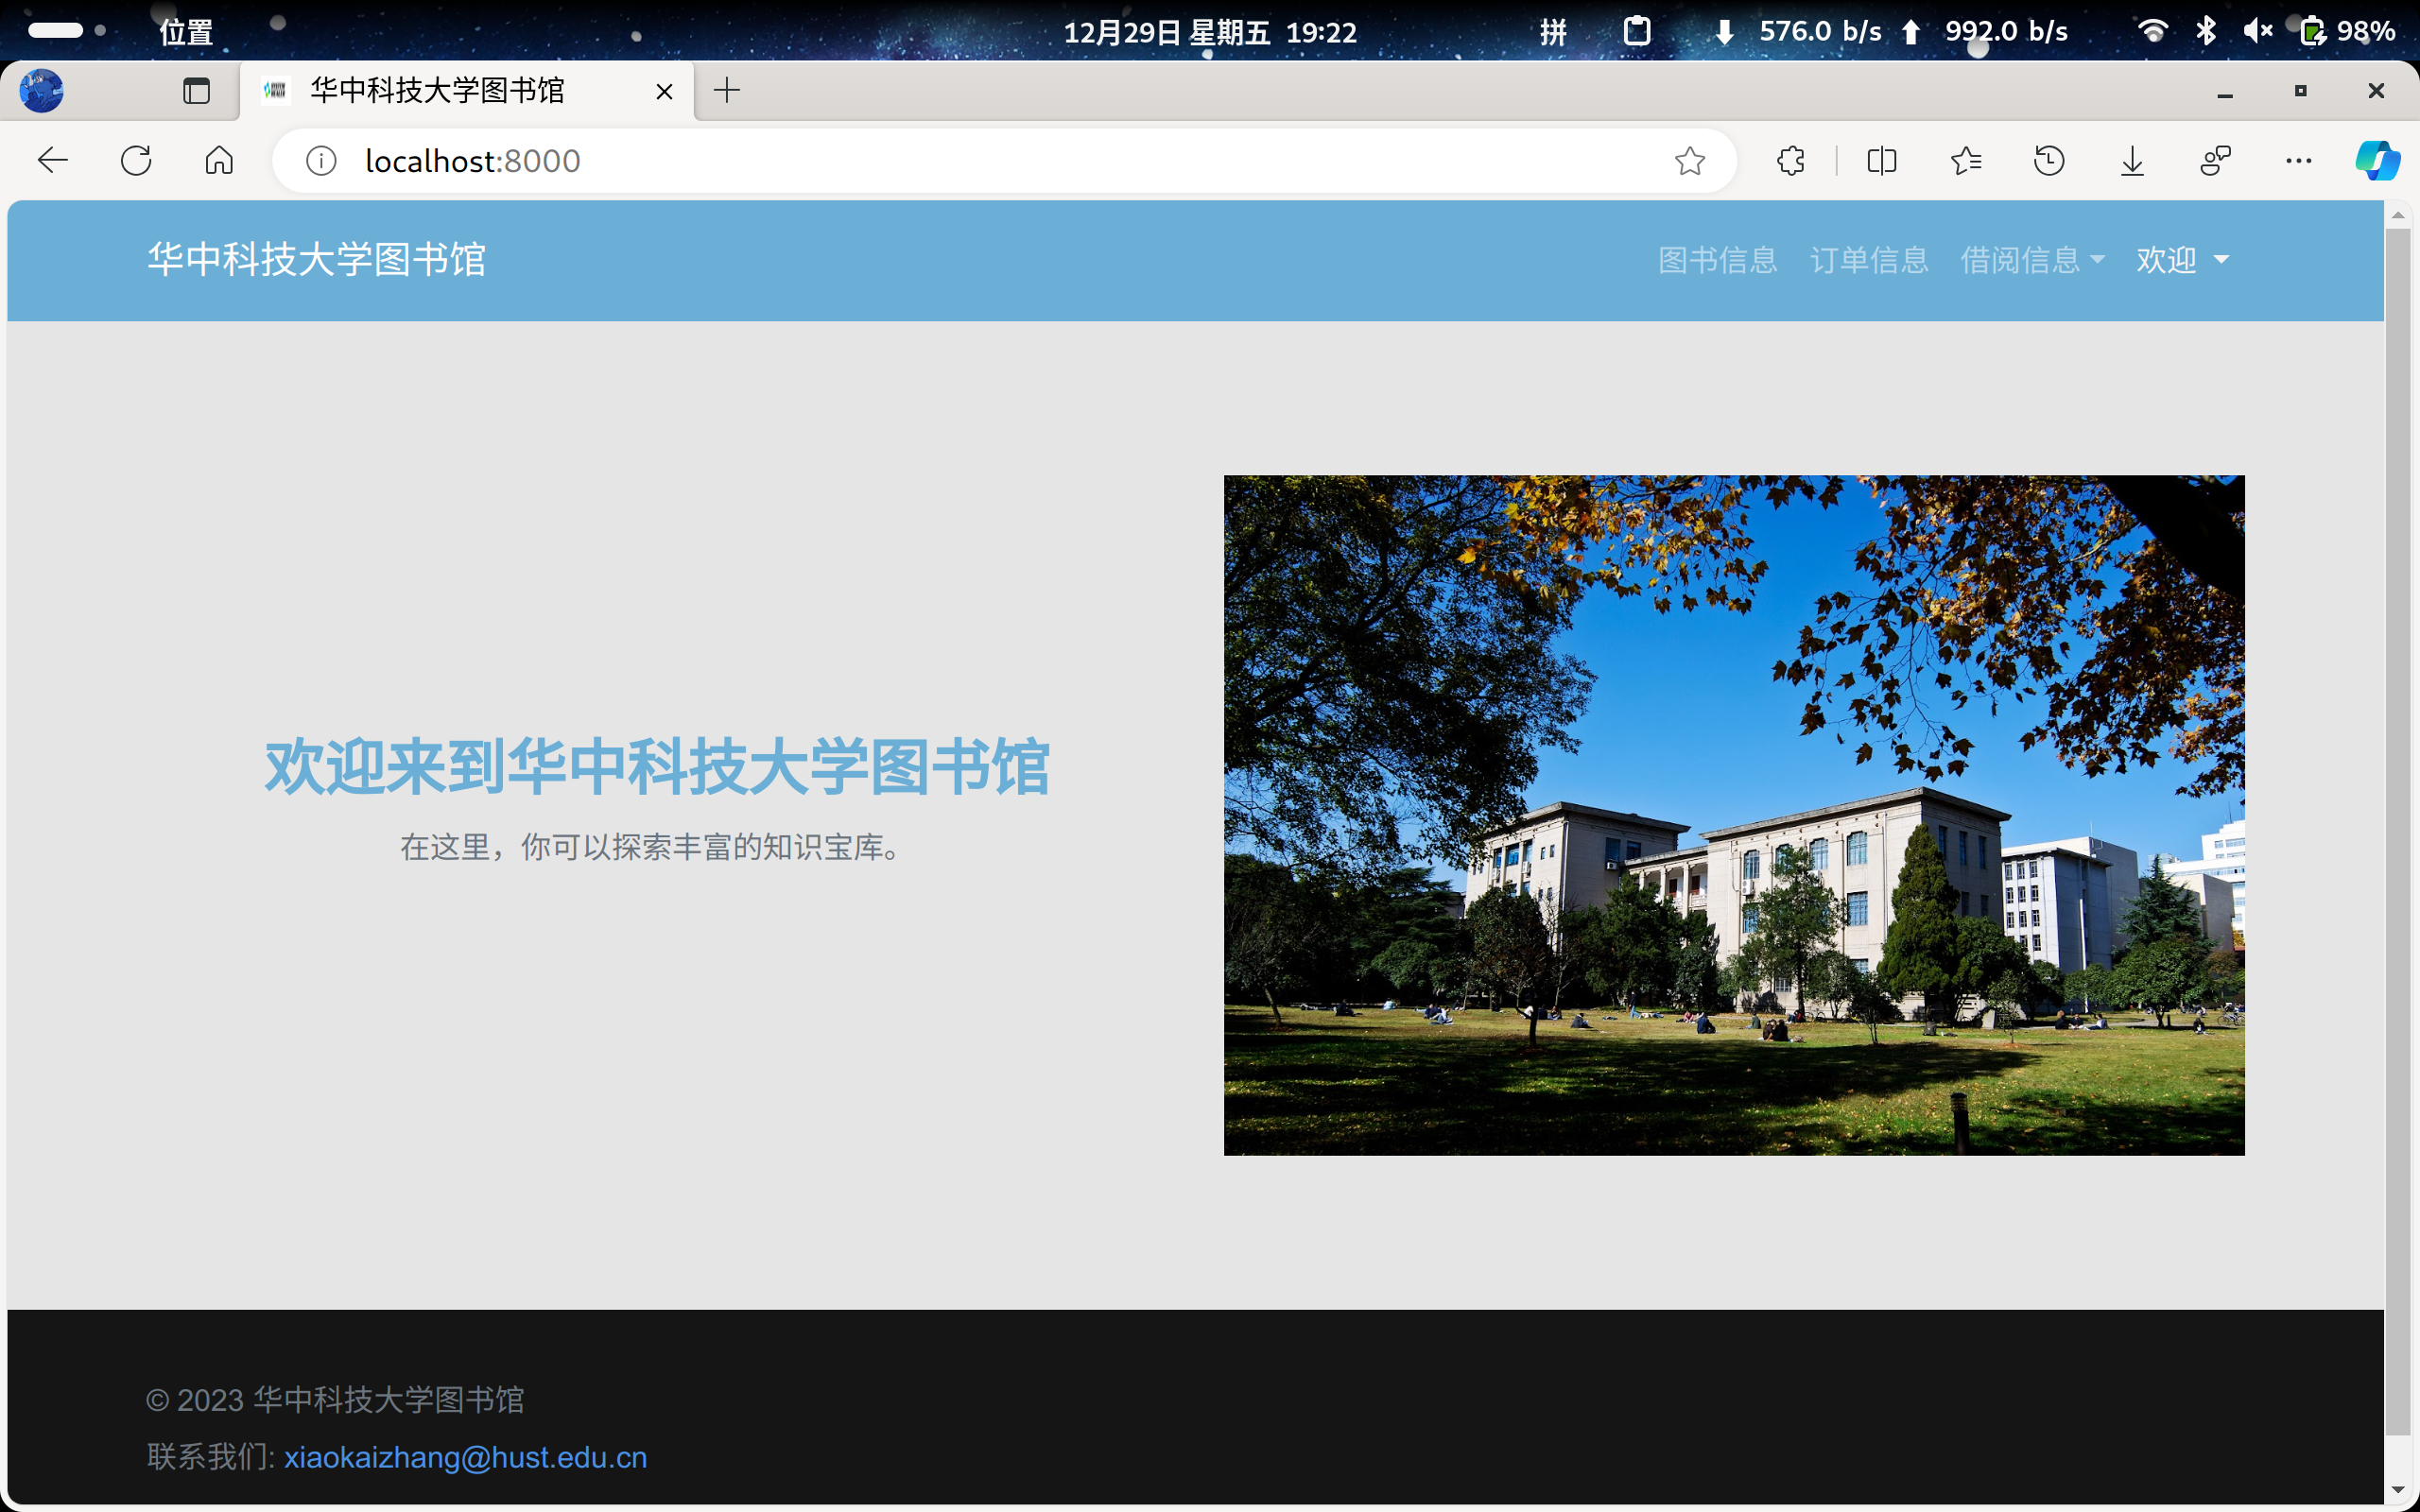 位置
12月29日 星期五 19:22
拼
576.0 b/s
992.0 b/s
98%
华中科技大学图书馆
localhost:8000
华中科技大学图书馆
图书信息
订单信息
借阅信息
欢迎
欢迎来到华中科技大学图书馆
在这里，你可以探索丰富的知识宝库。
© 2023 华中科技大学图书馆
联系我们: xiaokaizhang@hust.edu.cn